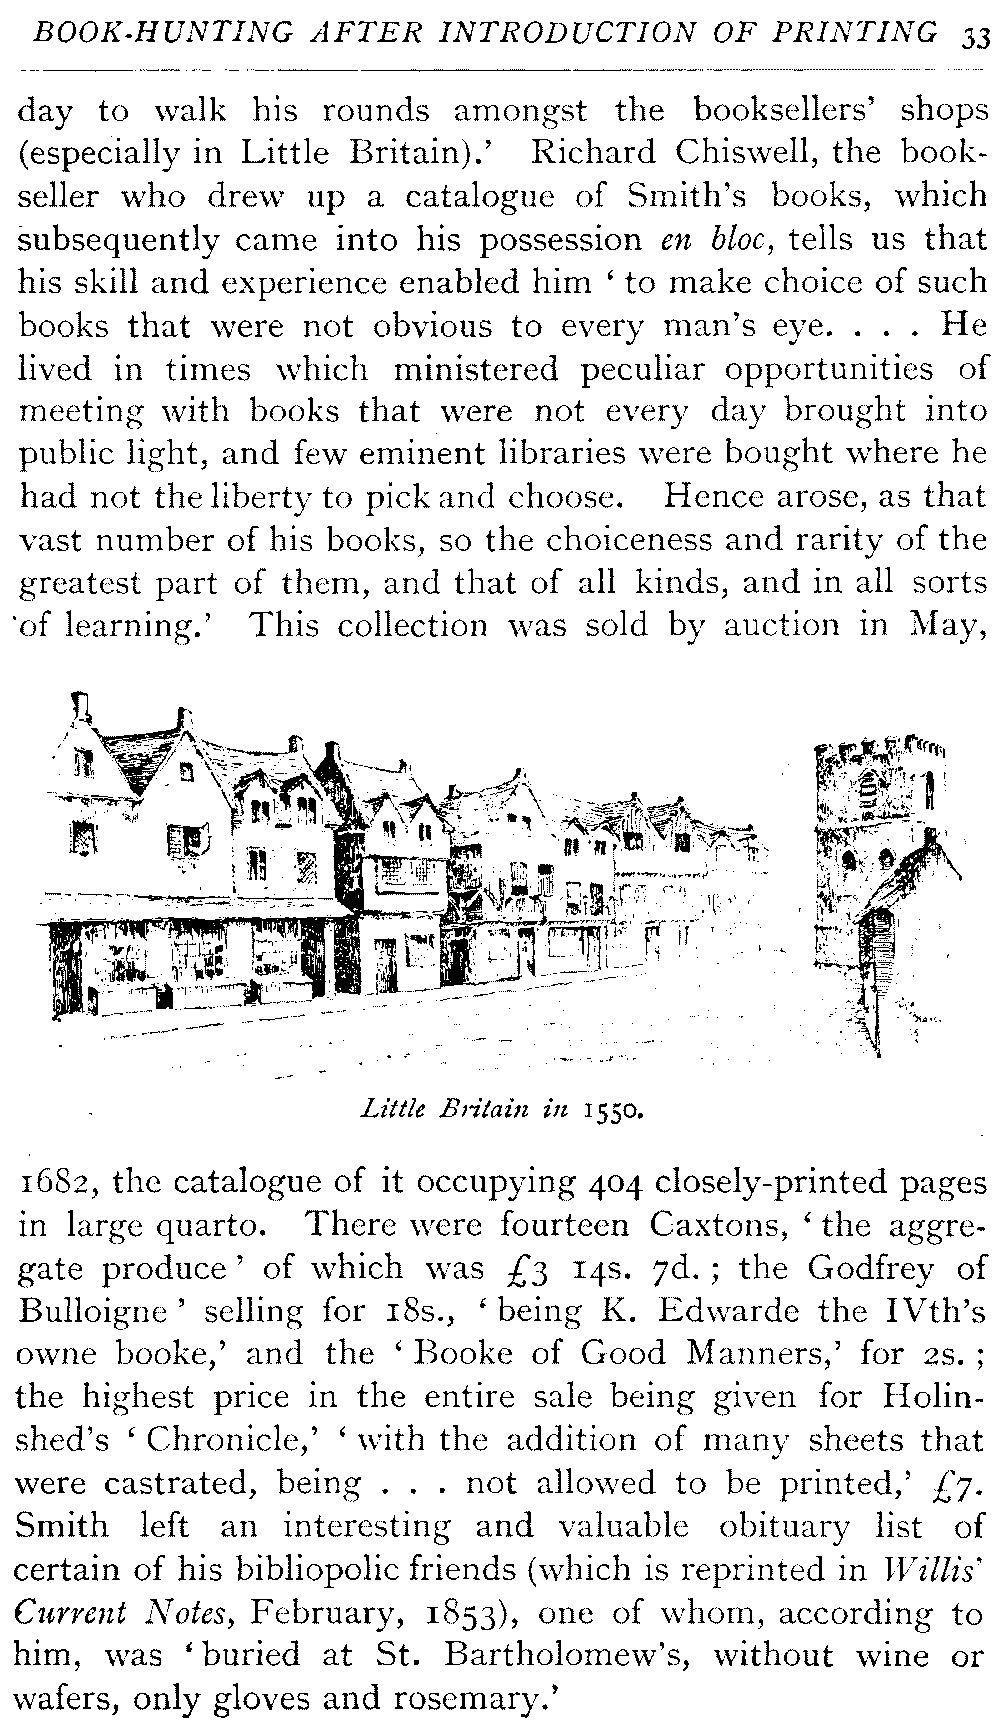 BOOK-HUNTING AFTER INTRODUCTION OF PRINTING 33
day to walk his rounds amongst the booksellers' shops
(especially in Little Britain).' Richard Chiswell, the book-
seller who drew up a catalogue of Smith's books, which
subsequently came into his possession en bloc, tells us that
his skill and experience enabled him ‘ to make choice of such
books that were not obvious to every man's eye. . . . He
lived in times which ministered peculiar opportunities of
meeting with books that were not every day brought into
public light, and few eminent libraries were bought where he
had not the liberty to pick and choose. Hence arose, as that
vast number of his books, so the choiceness and rarity of the
greatest part of them, and that of all kinds, and in all sorts
of learning.' This collection was sold by auction in May,
Little Britain in 1550.
1682, the catalogue of it occupying 404 closely-printed pages
in large quarto. There were fourteen Caxtons, ‘ the aggre-
gate produce ’ of which was £3 14s. 7d. ; the Godfrey of
Bulloigne ’ selling for 18s., ‘ being K. Edwarde the IVth's
owne booke,’ and the ‘ Booke of Good Manners,’ for 2s. ;
the highest price in the entire sale being given for Holin-
shed's ‘ Chronicle,’ ‘ with the addition of many sheets that
were castrated, being . . . not allowed to be printed,’ £7.
Smith left an interesting and valuable obituary list of
certain of his bibliopolic friends (which is reprinted in Willis'
Current Notes, February, 1853), one of whom, according to
him, was ‘ buried at St. Bartholomew's, without wine or
wafers, only gloves and rosemary.’